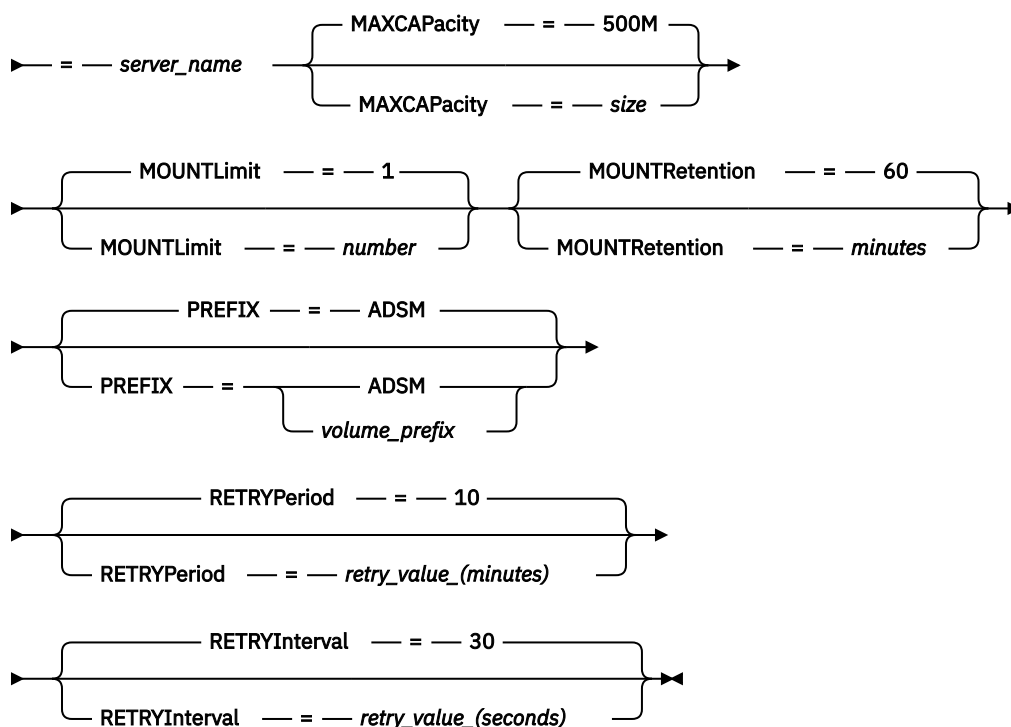 MAXCAPacity = 500M
= server_name
MAXCAPacity = size
MOUNTLimit = 1 MOUNTRetention = 60
MOUNTLimit = number MOUNTRetention = minutes
PREFIX = ADSM
PREFIX = ADSM
volume_prefix
RETRYPeriod = 10
RETRYPeriod = retry_value_(minutes)
RETRYInterval = 30
RETRYInterval = retry_value_(seconds)